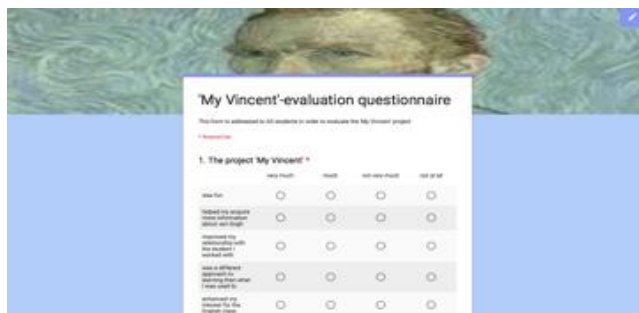 'My Vincent'-evaluation questionnaire
This form is addressed to A3 students in order to evaluate the My Vincent project
* Required
1. The project 'My Vincent' *
very much much not very much not at all
was fun
helped my acquire
more information
about van Gogh
improved my
relationship with
the student I
worked with
was a different
approach to
learning than what
I was used to
enhanced my
interest for the
English class